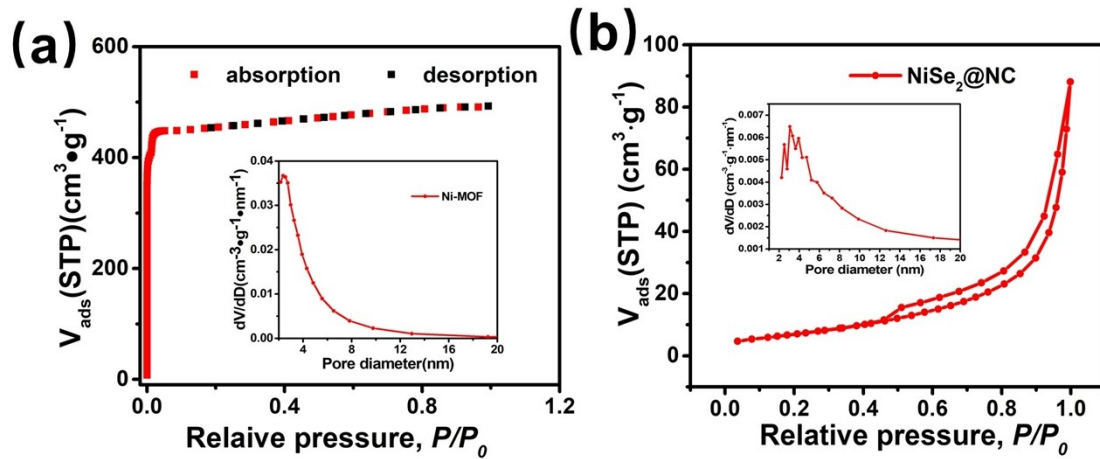 (a)
absorption desorption
V_ads(STP)(cm³•g⁻¹)
600
400
200
0
0.0 0.4 0.8 1.2
Relaive pressure, P/P₀
Ni-MOF
dV/dD(cm⁻³•g⁻¹•nm⁻¹)
0.04
0.03
0.02
0.01
0.00
4 8 12 16 20
Pore diameter(nm)
(b)
NiSe₂@NC
V_ads(STP) (cm³·g⁻¹)
100
80
60
40
20
0
0.0 0.2 0.4 0.6 0.8 1.0
Relaive pressure, P/P₀
dV/dD (cm⁻³·g⁻¹·nm⁻¹)
0.007
0.006
0.005
0.004
0.003
0.002
0.001
2 4 6 8 10 12 14 16 18 20
Pore diameter (nm)